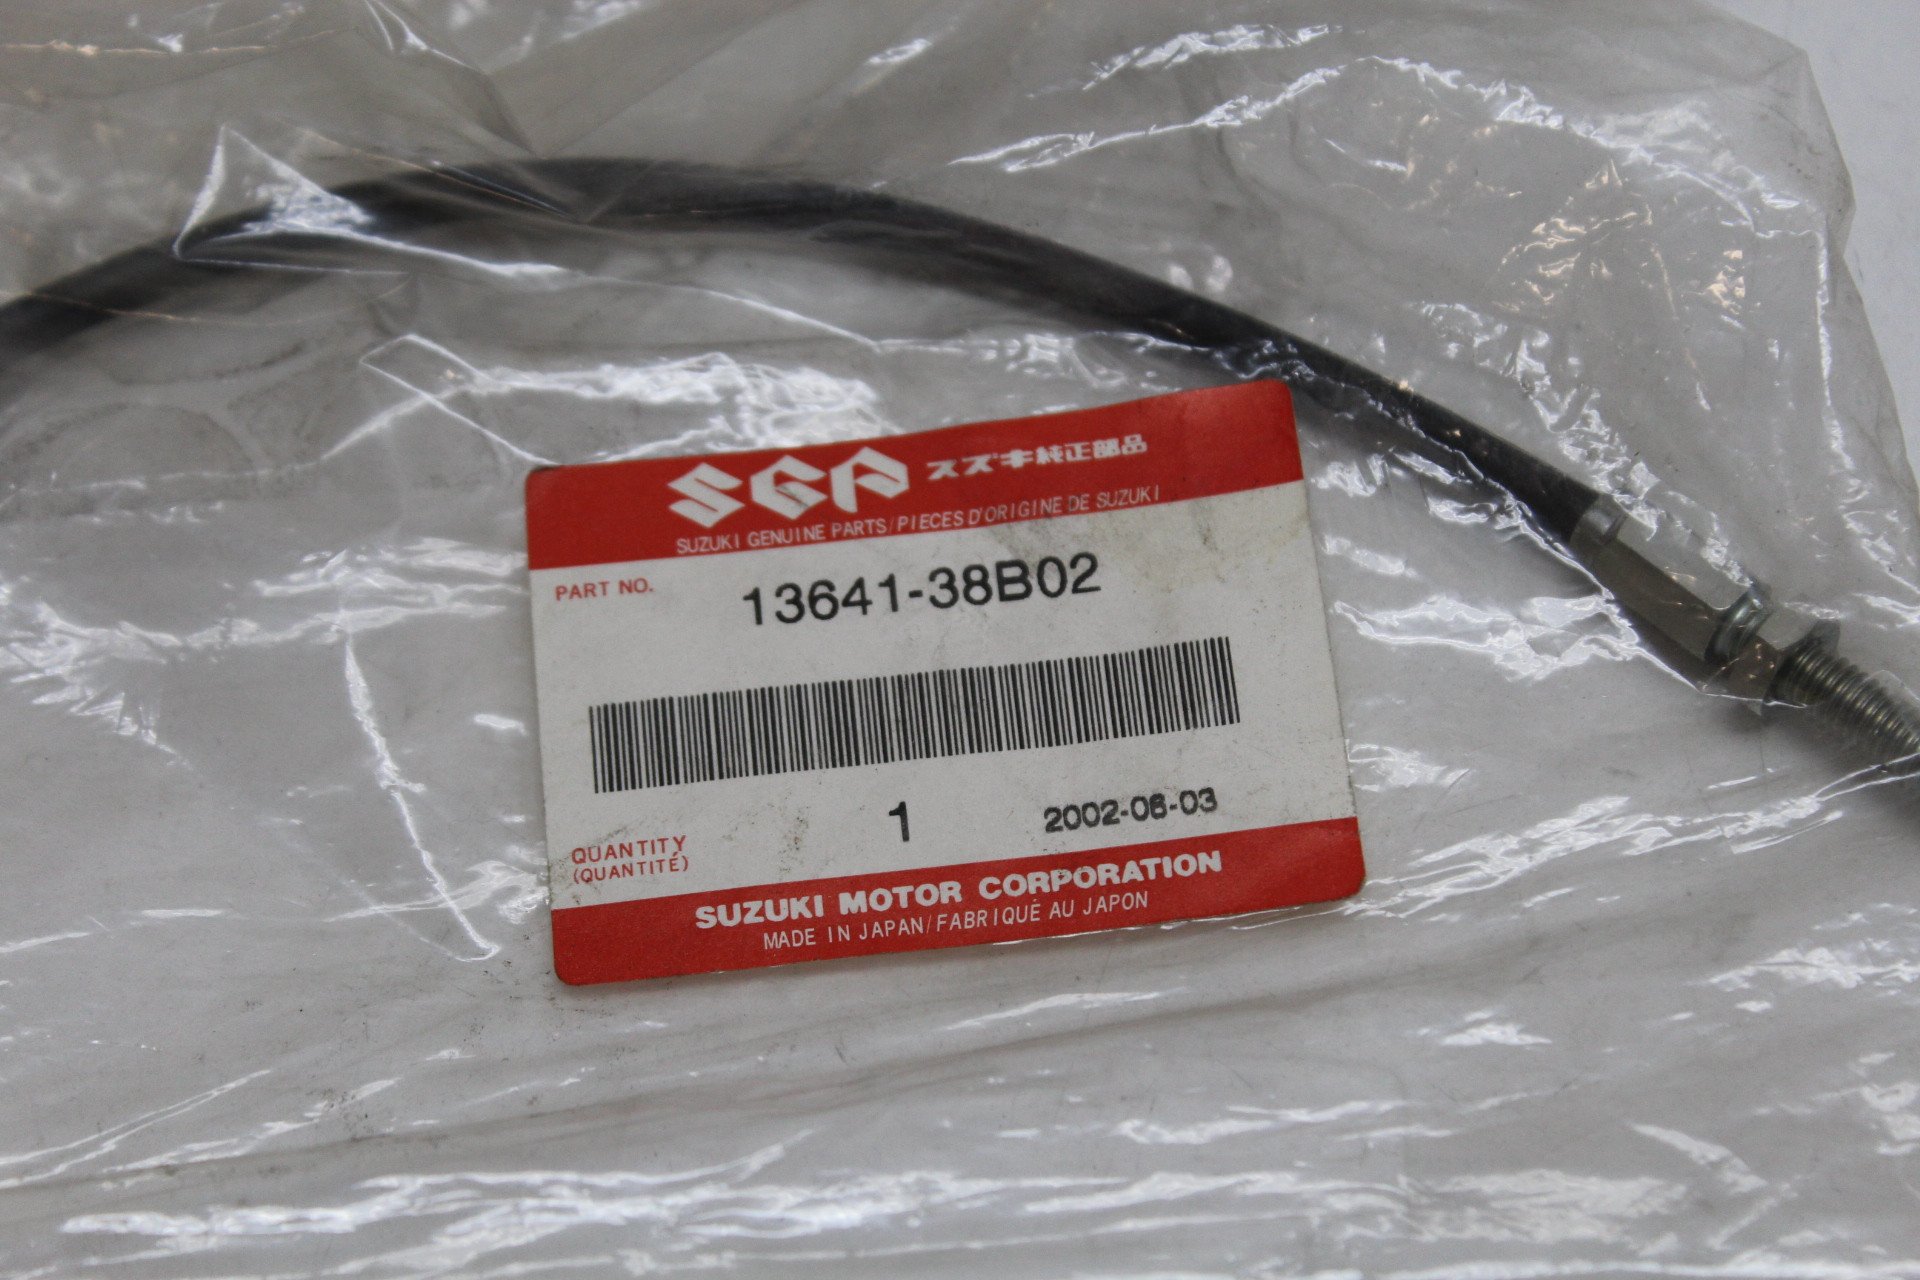 SGP スズキ純正部品
SUZUKI GENUINE PARTS/PIECES D'ORIGINE DE SUZUKI
PART NO. 13641-38B02
1 2002-08-03
QUANTITY
(QUANTITÉ)
SUZUKI MOTOR CORPORATION
MADE IN JAPAN/FABRIQUÉ AU JAPON